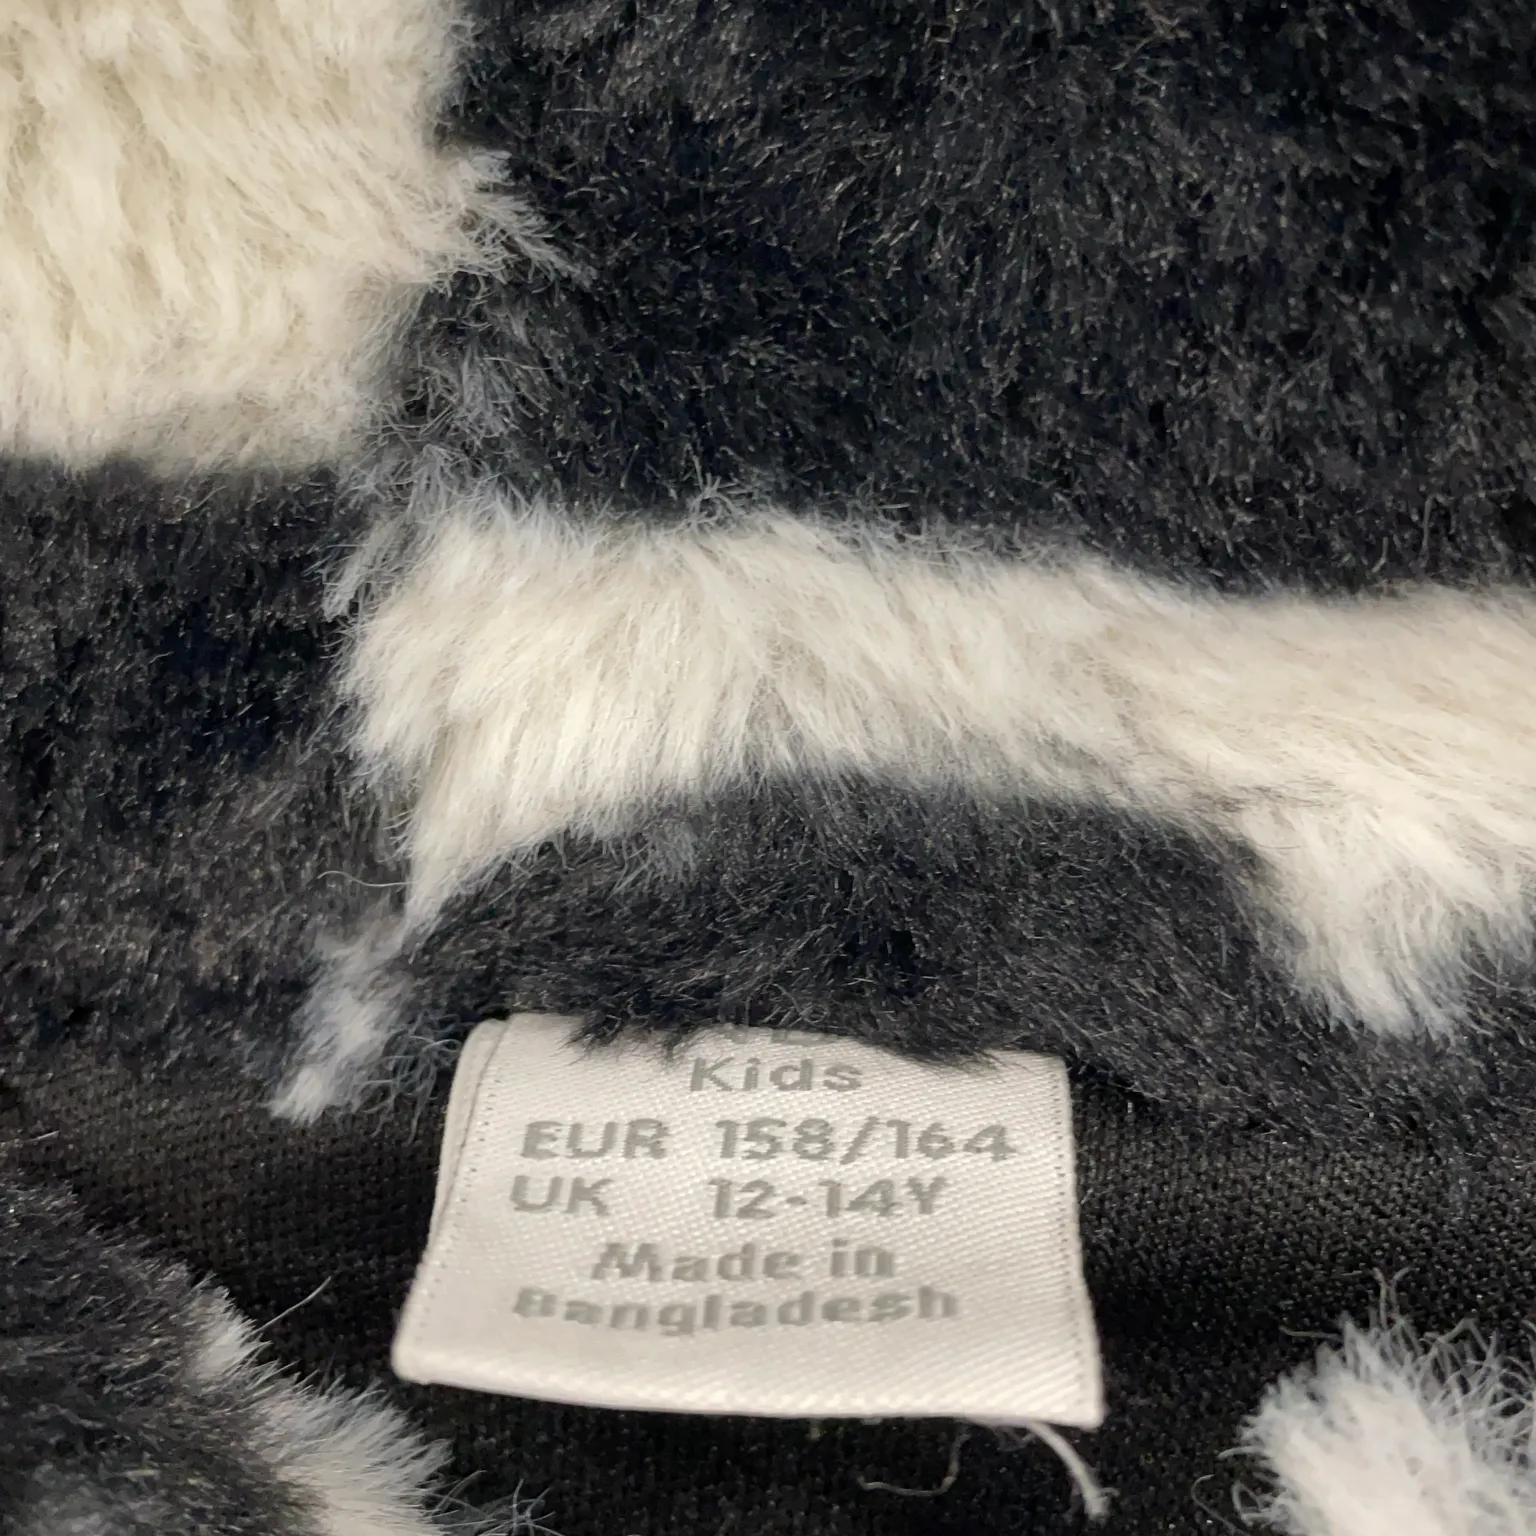 Kids
EUR 158/164
UK 12-14Y
Made in
Bangladesh